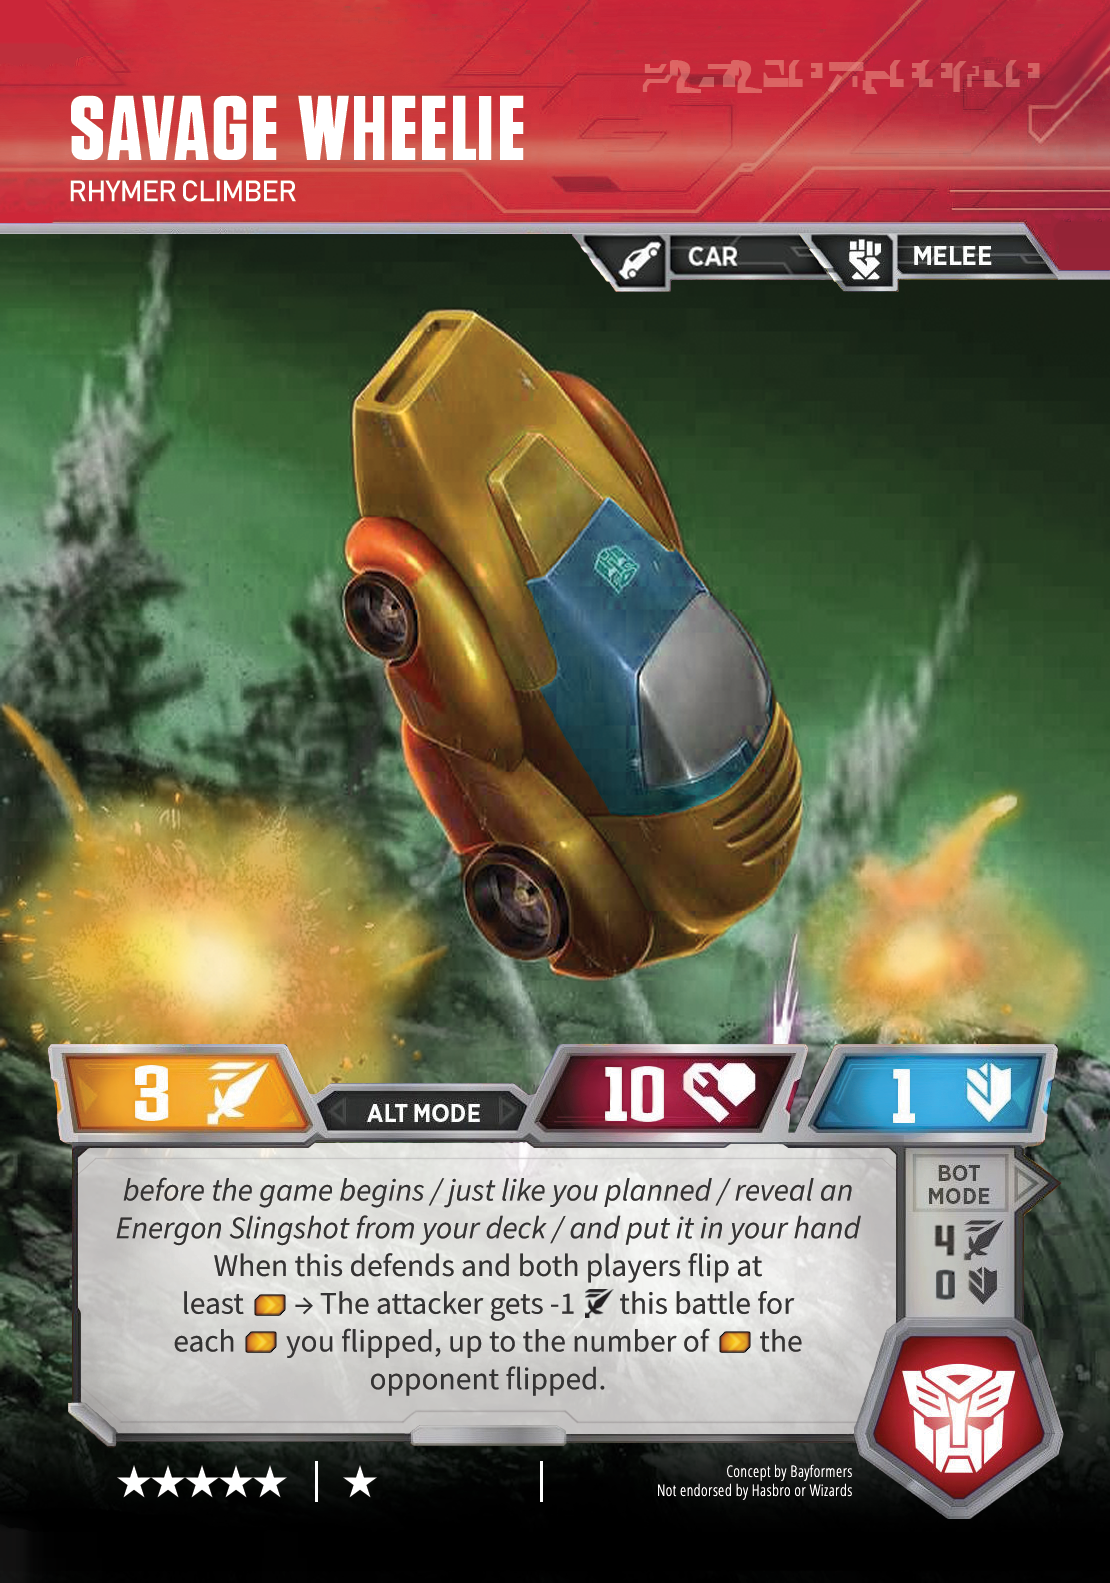 SAVAGE WHEELIE
RHYMER CLIMBER
CAR
MELEE
3
ALT MODE
10
1
before the game begins / just like you planned / reveal an
Energon Slingshot from your deck / and put it in your hand
When this defends and both players flip at
least → The attacker gets -1 this battle for
each you flipped, up to the number of the
opponent flipped.
BOT
MODE
4
0
★★★★★ | ★ |
Concept by Bayformers
Not endorsed by Hasbro or Wizards